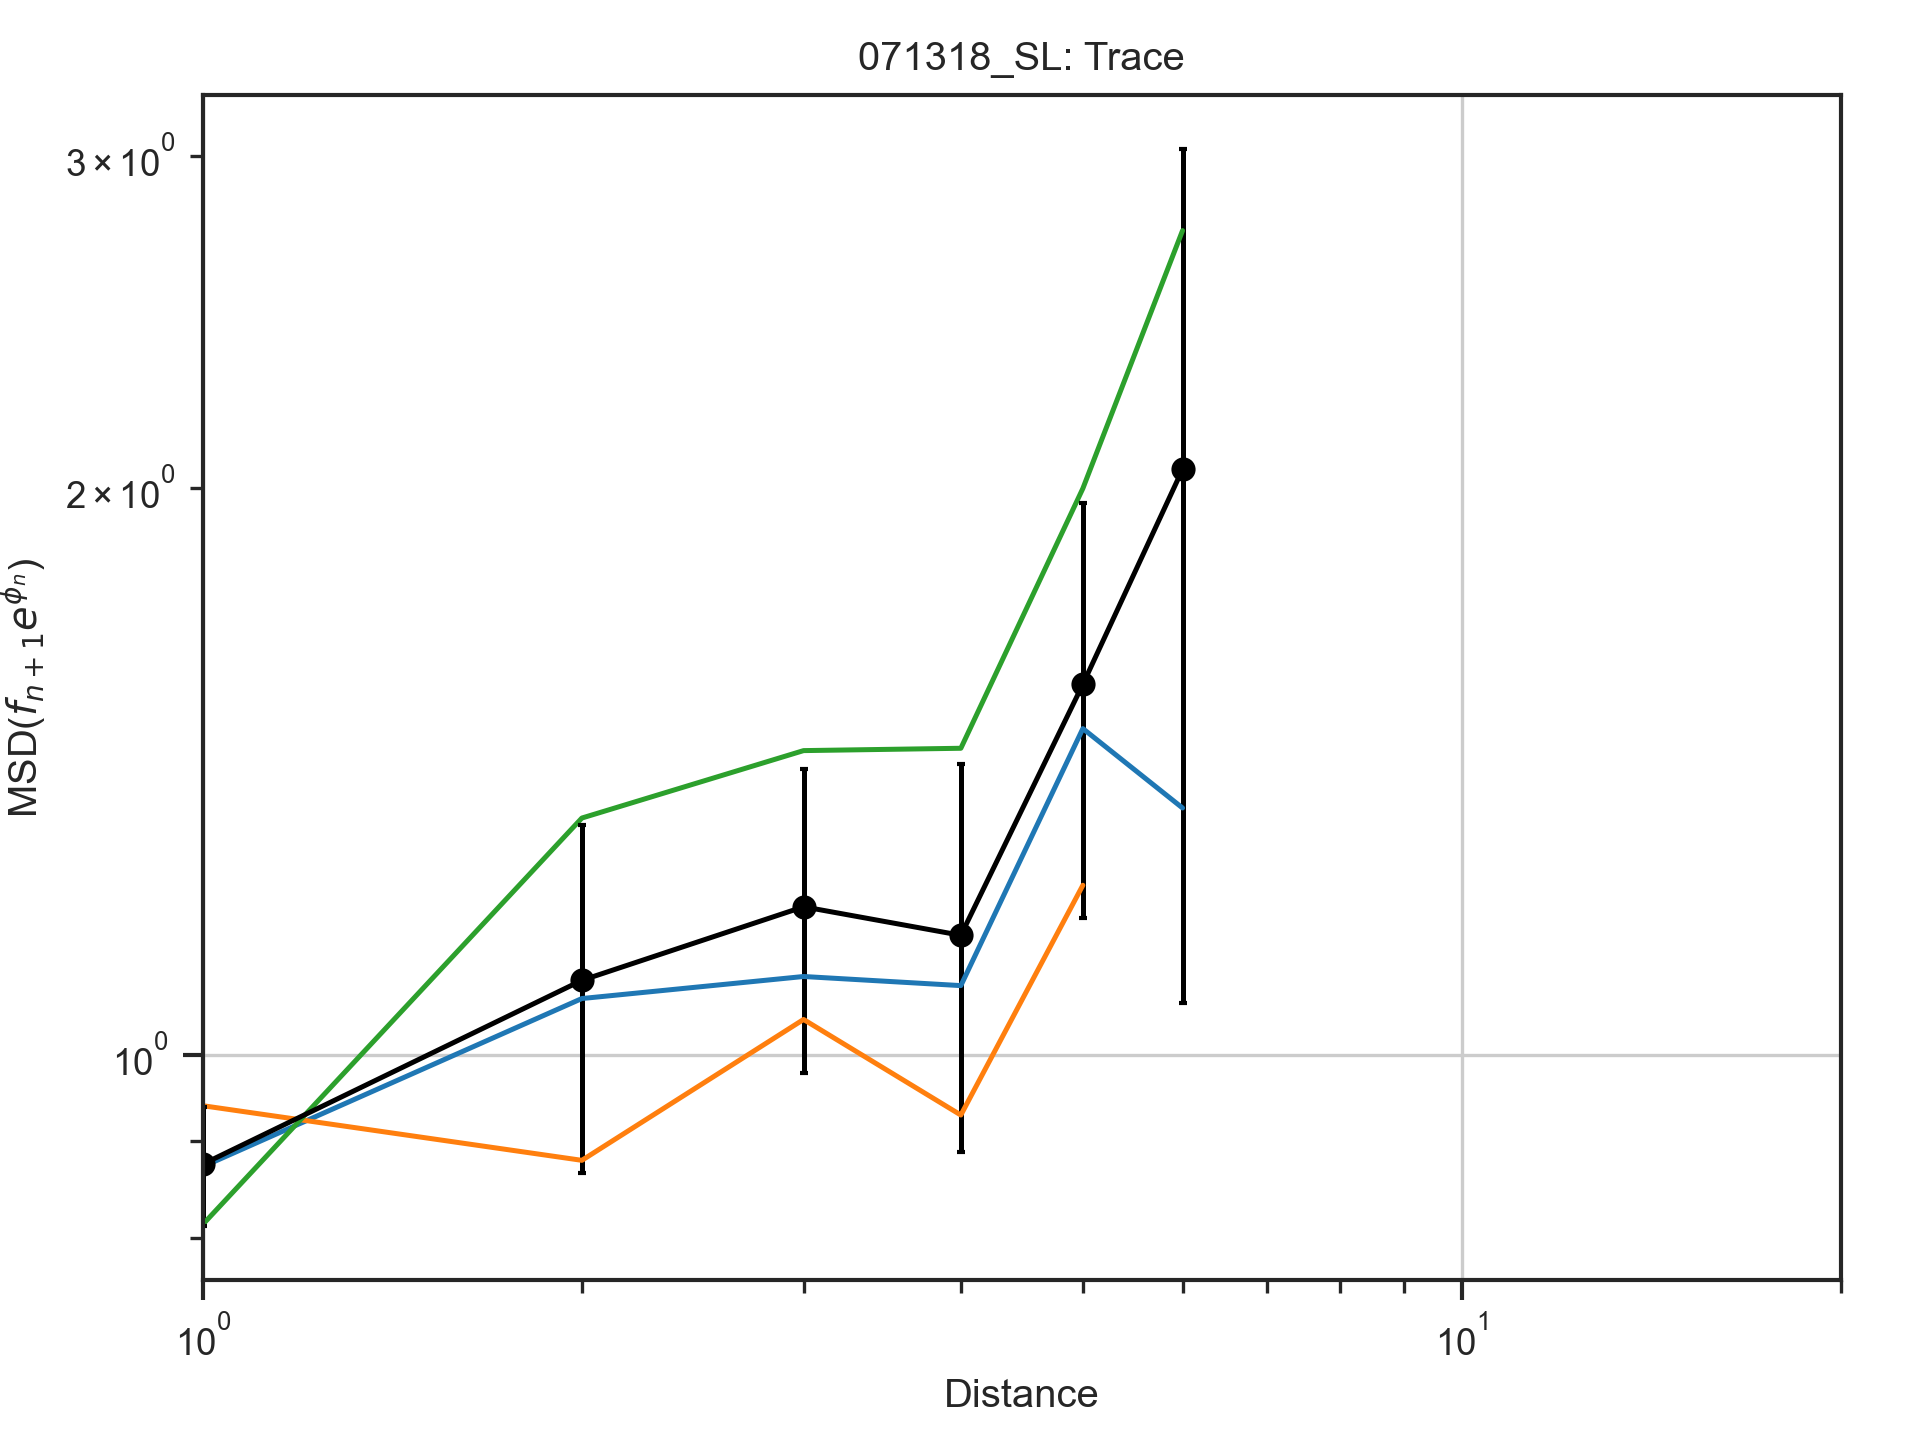 071318_SL: Trace
3 × 10⁰
2 × 10⁰
10⁰
MSD(fₙ₊₁e^ϕₙ)
10⁰ 10¹
Distance